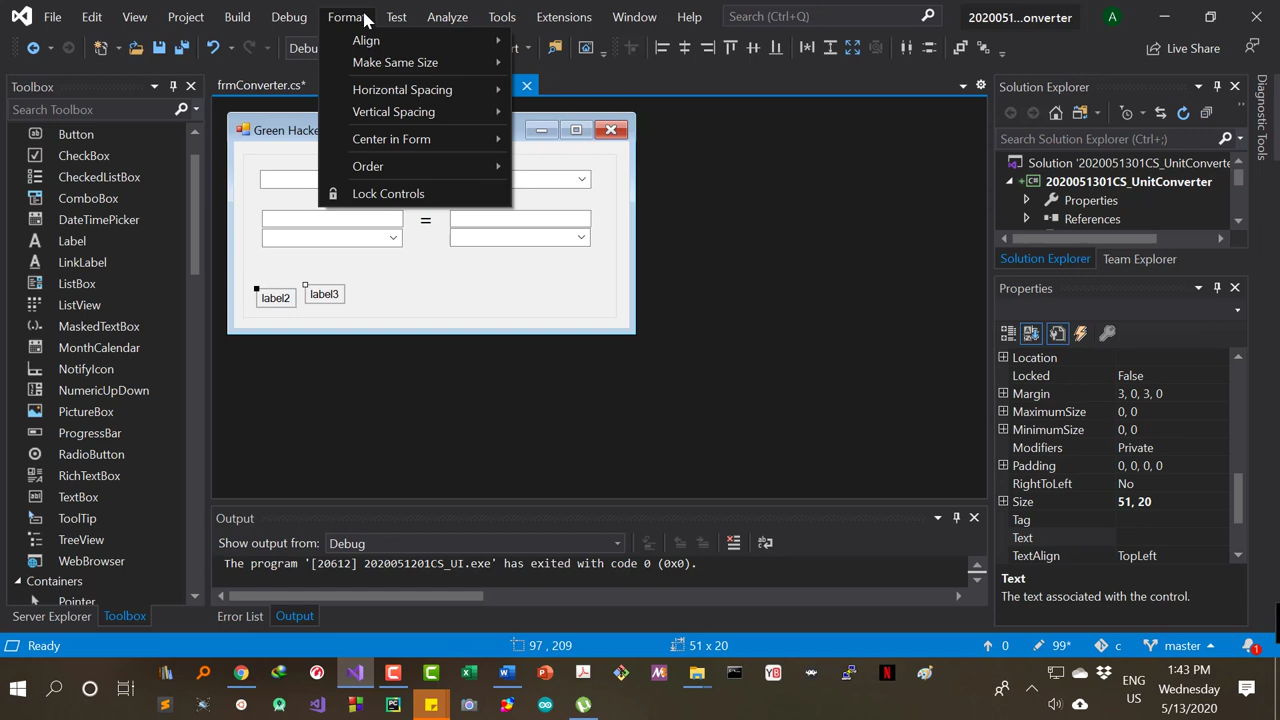 File Edit View Project Build Debug Format Test Analyze Tools Extensions Window Help Search (Ctrl+Q) 2020051...onverter A
Live Share
Toolbox
Search Toolbox
Button
CheckBox
CheckedListBox
ComboBox
DateTimePicker
Label
LinkLabel
ListBox
ListView
MaskedTextBox
MonthCalendar
NotifyIcon
NumericUpDown
PictureBox
ProgressBar
RadioButton
RichTextBox
TextBox
ToolTip
TreeView
WebBrowser
Containers
Pointer
Server Explorer Toolbox
frmConverter.cs*
Align
Make Same Size
Horizontal Spacing
Vertical Spacing
Center in Form
Order
Lock Controls
=
label2 label3
Output
Show output from: Debug
The program '[20612] 2020051201CS_UI.exe' has exited with code 0 (0x0).
Error List Output
Solution Explorer
Search Solution Explorer (Ctrl+;)
Solution '2020051301CS_UnitConverte
2020051301CS_UnitConverter
Properties
References
Solution Explorer Team Explorer
Diagnostic Tools
Properties
Location
Locked False
Margin 3, 0, 3, 0
MaximumSize 0, 0
MinimumSize 0, 0
Modifiers Private
Padding 0, 0, 0, 0
RightToLeft No
Size 51, 20
Tag
Text
TextAlign TopLeft
Text
The text associated with the control.
Ready 97 , 209 51 x 20 0 99* c master 1
ENG
US
1:43 PM
Wednesday
5/13/2020